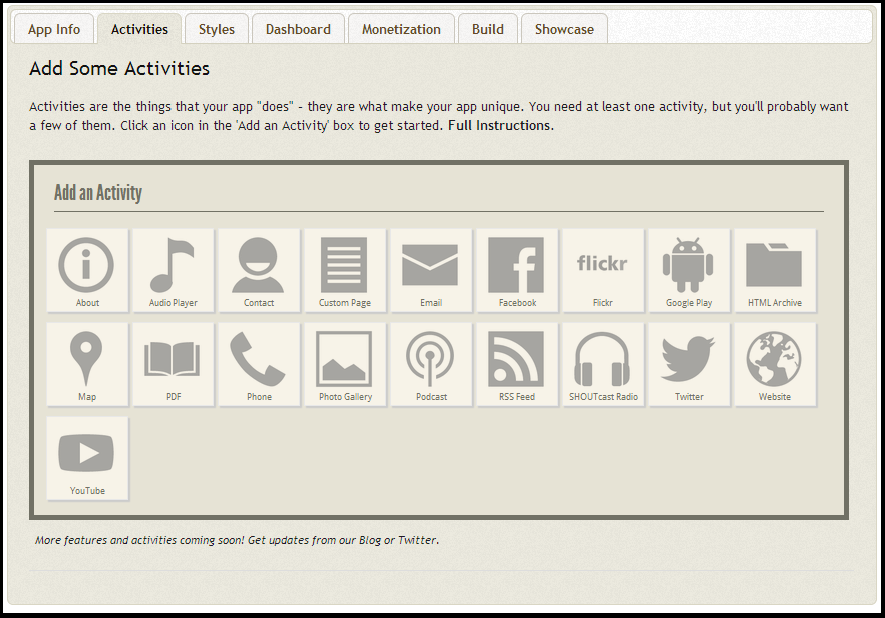 App Info Activities Styles Dashboard Monetization Build Showcase
Add Some Activities
Activities are the things that your app "does" - they are what make your app unique. You need at least one activity, but you'll probably want
a few of them. Click an icon in the 'Add an Activity' box to get started. Full Instructions.
Add an Activity
flickr
About Audio Player Contact Custom Page Email Facebook Flickr Google Play HTML Archive
Map PDF Phone Photo Gallery Podcast RSS Feed SHOUTcast Radio Twitter Website
YouTube
More features and activities coming soon! Get updates from our Blog or Twitter.